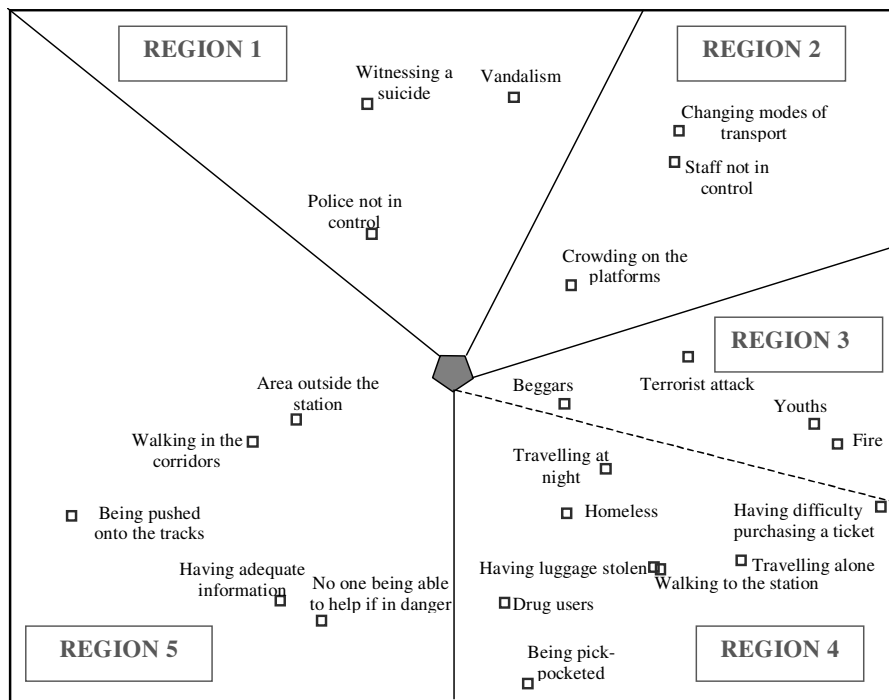 REGION 1
REGION 2
Witnessing a
suicide
Vandalism
Changing modes of
transport
Staff not in
control
Police not in
control
Crowding on the
platforms
REGION 3
Terrorist attack
Beggars
Youths
Fire
Area outside the
station
Walking in the
corridors
Travelling at
night
Being pushed
onto the tracks
Homeless
Having difficulty
purchasing a ticket
Having adequate
information
No one being able
to help if in danger
Having luggage stolen
Travelling alone
Walking to the station
Drug users
Being pick-
pocketed
REGION 5
REGION 4